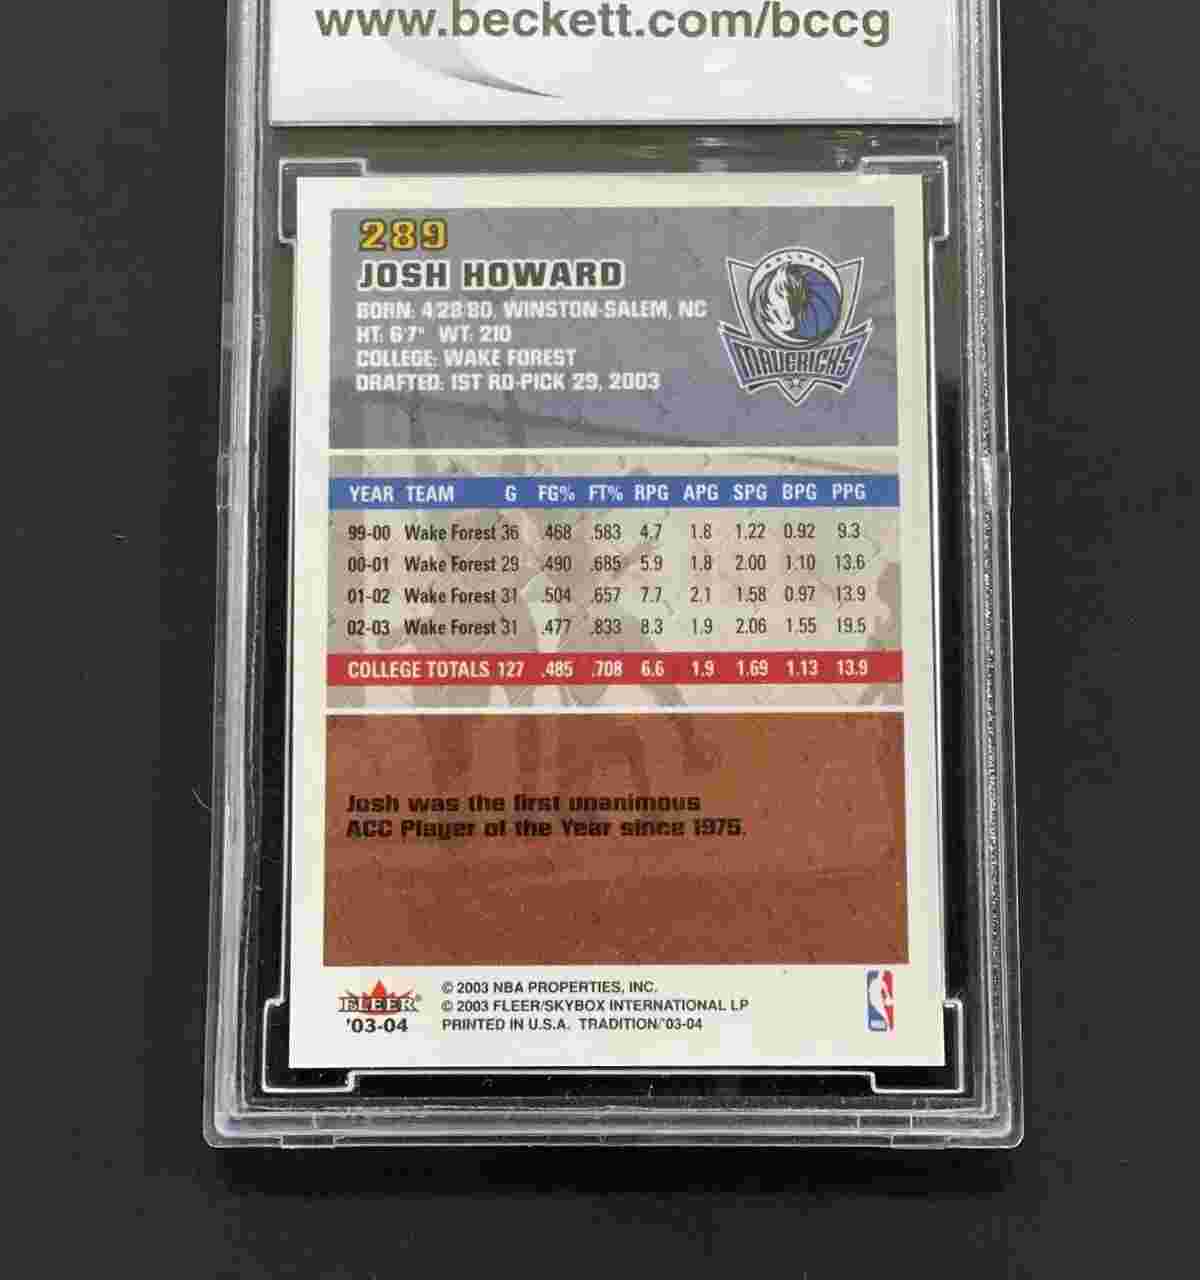 www.beckett.com/bccg
289
JOSH HOWARD
BORN: 4/28/80, WINSTON-SALEM, NC
HT: 6'7" WT: 210
COLLEGE: WAKE FOREST
DRAFTED: 1ST RD-PICK 29, 2003
MAVERICKS
YEAR TEAM G FG% FT% RPG APG SPG BPG PPG
99-00 Wake Forest 36 .468 .583 4.7 1.8 1.22 0.92 9.3
00-01 Wake Forest 29 .490 .685 5.9 1.8 2.00 1.10 13.6
01-02 Wake Forest 31 .504 .657 7.7 2.1 1.58 0.97 13.9
02-03 Wake Forest 31 .477 .833 8.3 1.9 2.06 1.55 19.5
COLLEGE TOTALS 127 .485 .708 6.6 1.9 1.69 1.13 13.9
Josh was the first unanimous
ACC Player of the Year since 1975.
FLEER®
'03-04
© 2003 NBA PROPERTIES, INC.
© 2003 FLEER/SKYBOX INTERNATIONAL LP
PRINTED IN U.S.A. TRADITION/'03-04